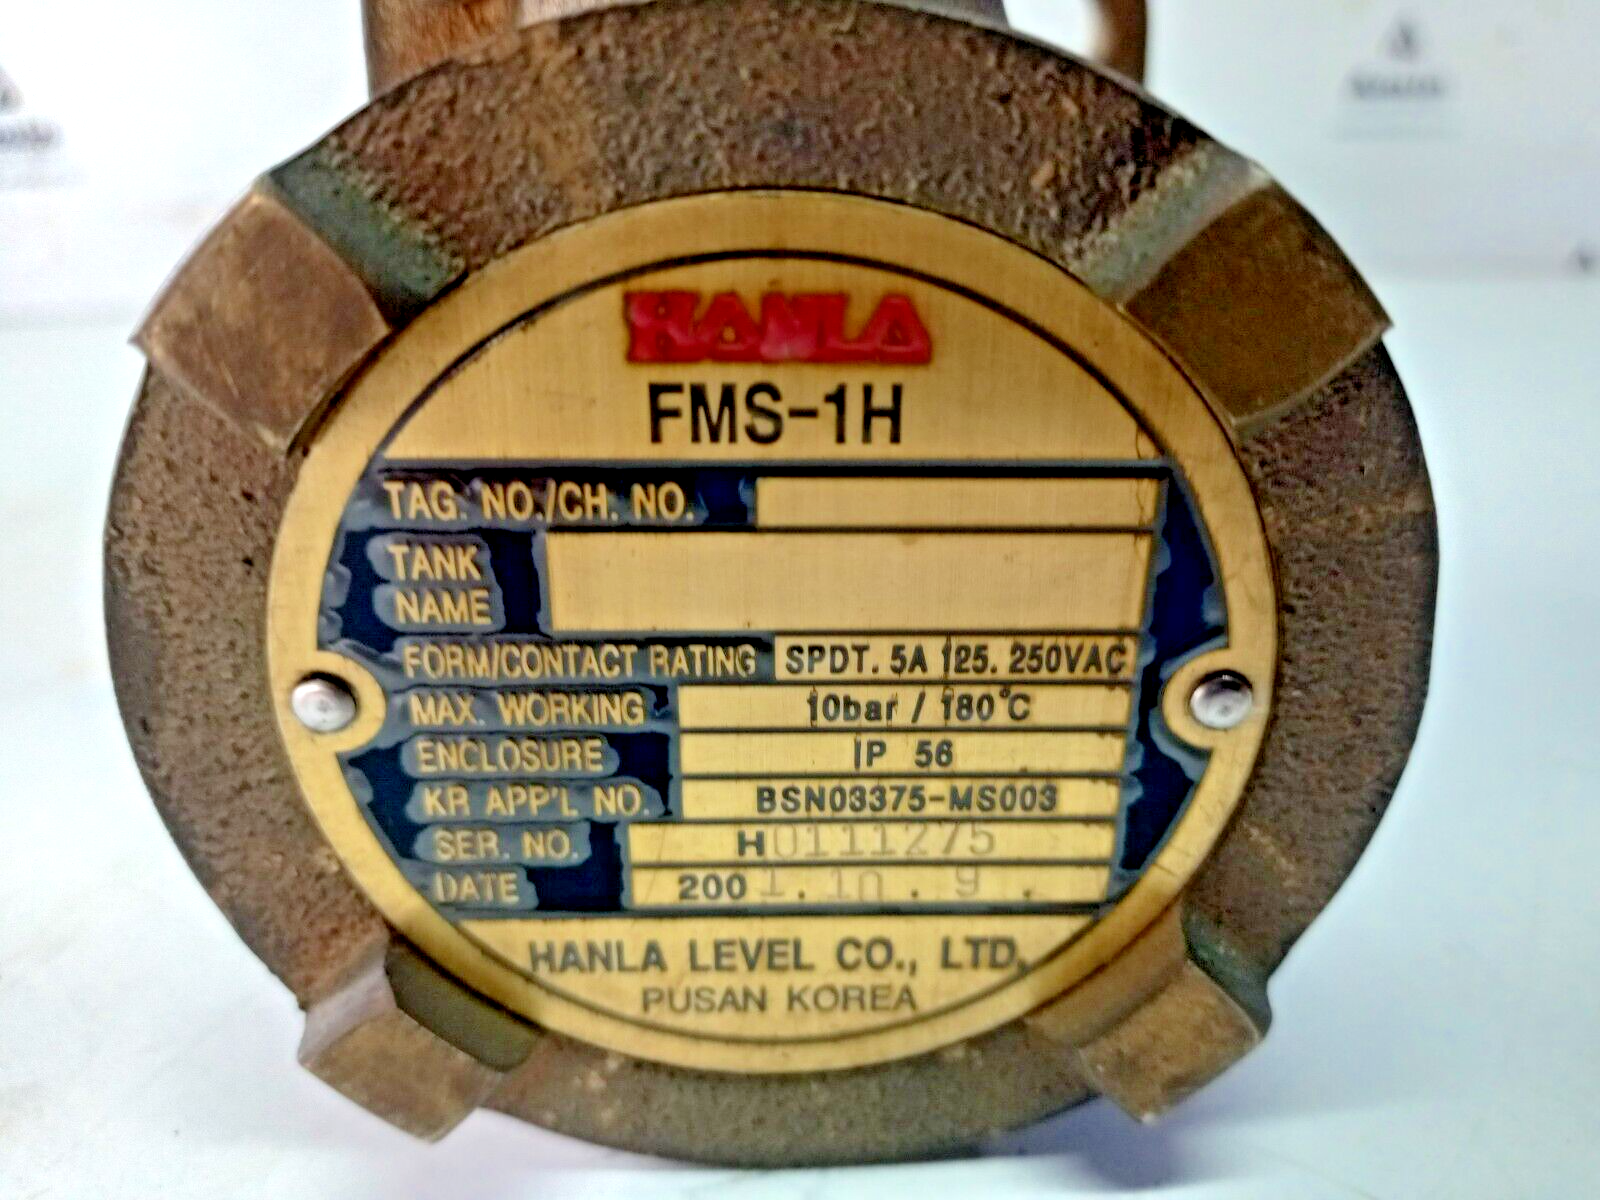 HANLA
FMS-1H
TAG. NO./CH. NO.
TANK
NAME
FORM/CONTACT RATING SPDT. 5A 125. 250VAC
MAX. WORKING 10bar / 180°C
ENCLOSURE IP 56
KR APP'L NO. BSN03375-MS003
SER. NO. H0111275
DATE 2001. 10. 9.
HANLA LEVEL CO., LTD.
PUSAN KOREA